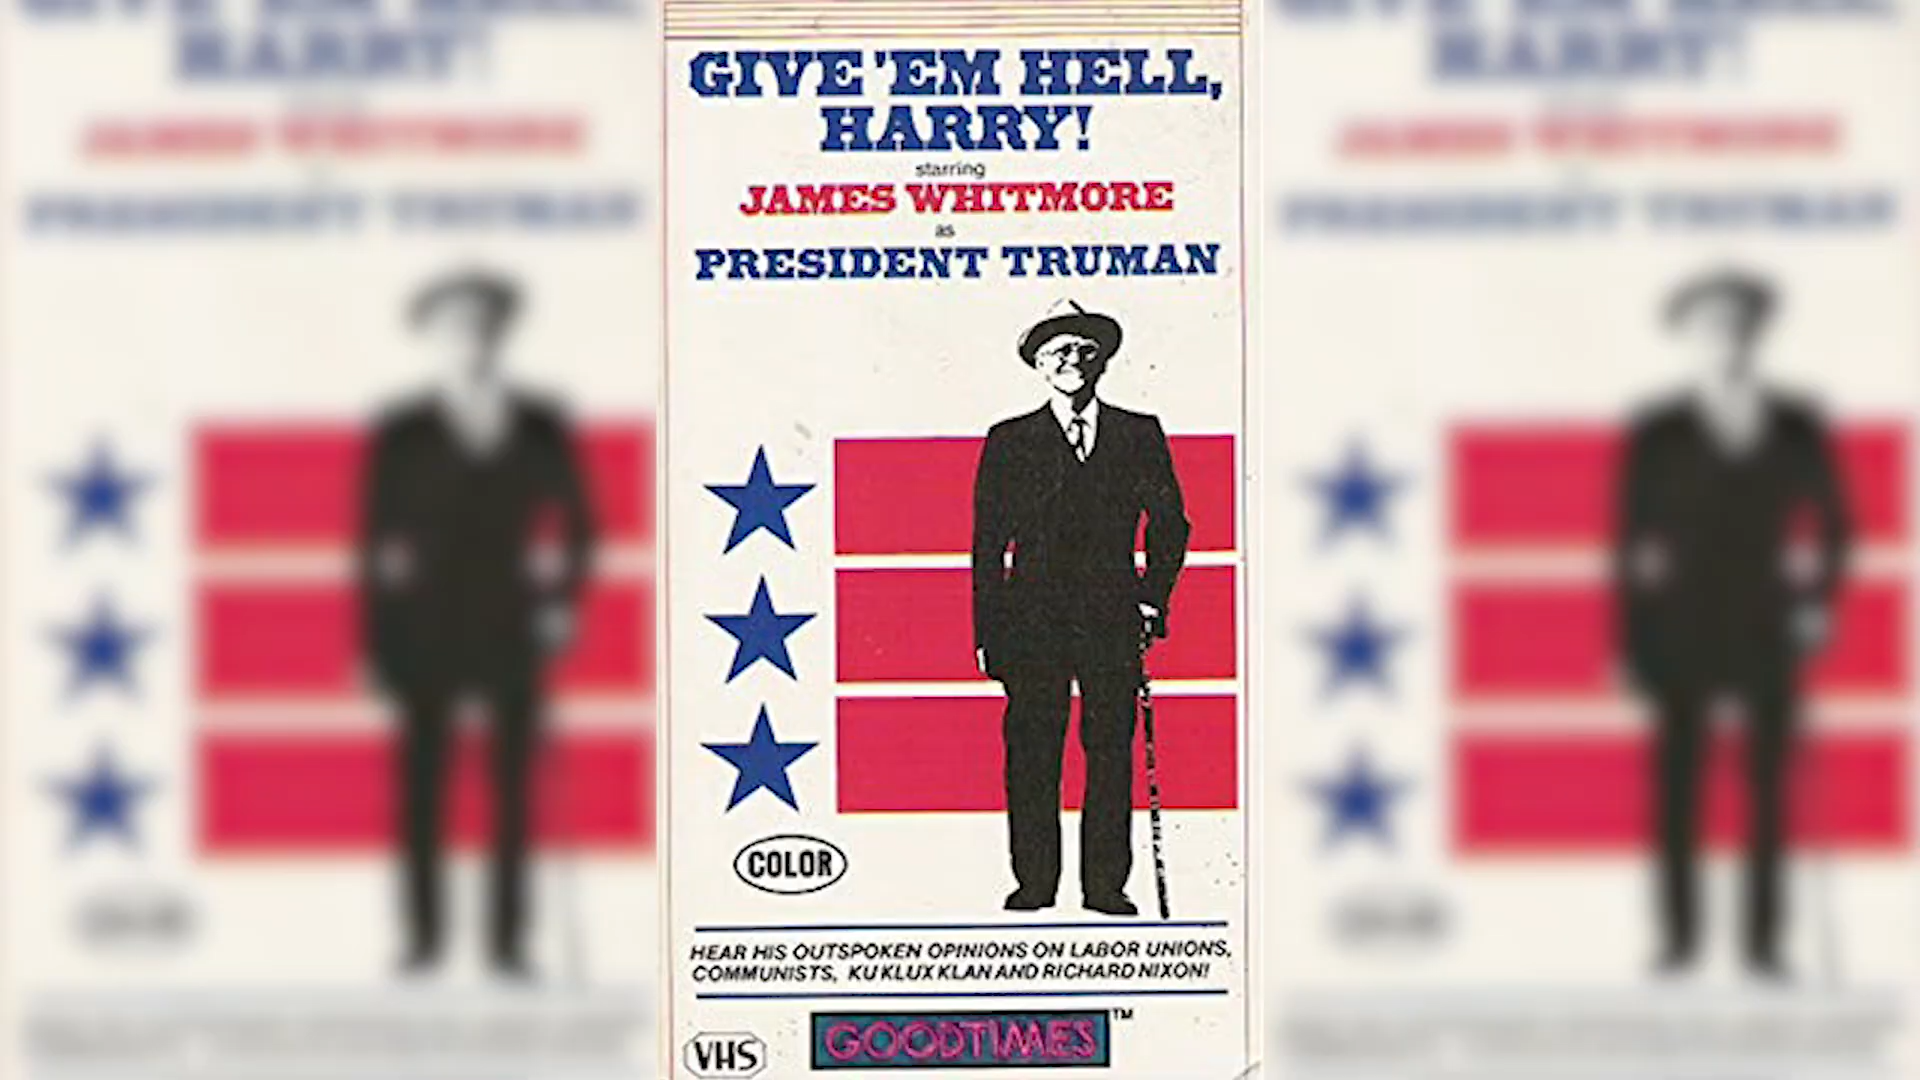 GIVE 'EM HELL,
HARRY!
starring
JAMES WHITMORE
as
PRESIDENT TRUMAN
COLOR
HEAR HIS OUTSPOKEN OPINIONS ON LABOR UNIONS,
COMMUNISTS, KU KLUX KLAN AND RICHARD NIXON!
VHS
GOODTIMES TM